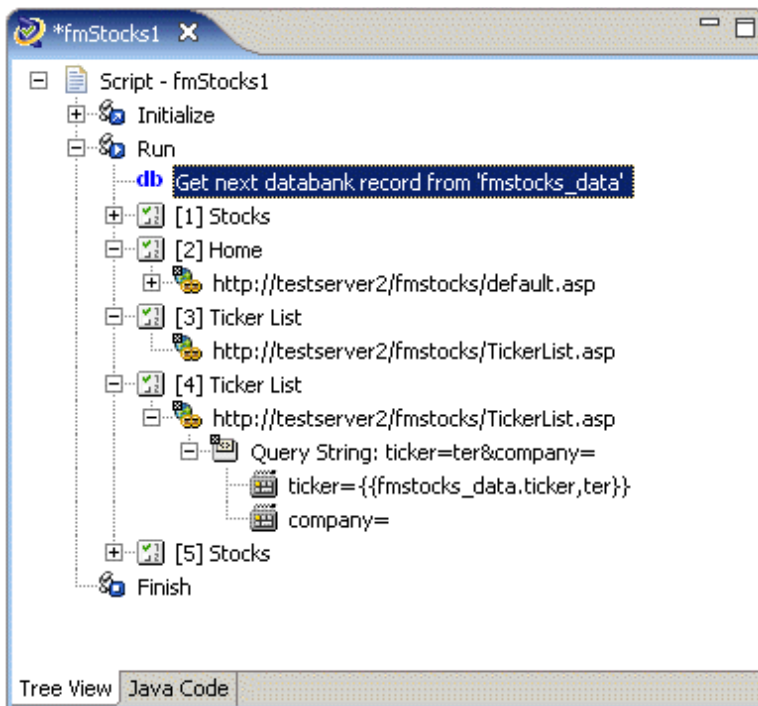 *fmStocks1
Script - fmStocks1
Initialize
Run
db Get next databank record from 'fmstocks_data'
[1] Stocks
[2] Home
http://testserver2/fmstocks/default.asp
[3] Ticker List
http://testserver2/fmstocks/TickerList.asp
[4] Ticker List
http://testserver2/fmstocks/TickerList.asp
Query String: ticker=ter&company=
ticker={{fmstocks_data.ticker,ter}}
company=
[5] Stocks
Finish
Tree View Java Code